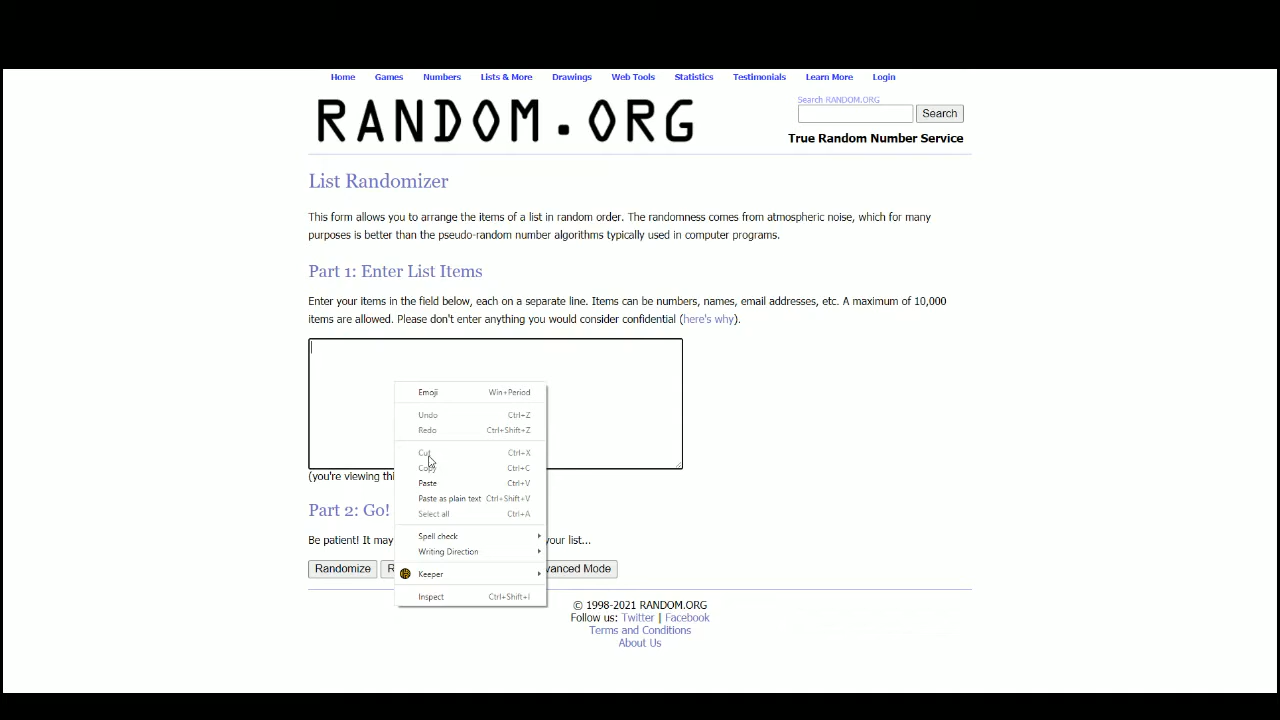 Home Games Numbers Lists & More Drawings Web Tools Statistics Testimonials Learn More Login
RANDOM.ORG
Search RANDOM.ORG
Search
True Random Number Service
List Randomizer
This form allows you to arrange the items of a list in random order. The randomness comes from atmospheric noise, which for many
purposes is better than the pseudo-random number algorithms typically used in computer programs.
Part 1: Enter List Items
Enter your items in the field below, each on a separate line. Items can be numbers, names, email addresses, etc. A maximum of 10,000
items are allowed. Please don't enter anything you would consider confidential (here's why).
Emoji Win+Period
Undo Ctrl+Z
Redo Ctrl+Shift+Z
Cut Ctrl+X
Copy Ctrl+C
Paste Ctrl+V
Paste as plain text Ctrl+Shift+V
Select all Ctrl+A
Spell check
Writing Direction
Keeper
Inspect Ctrl+Shift+I
(you're viewing
Part 2: Go!
Be patient! It may your list...
Randomize Mode
© 1998-2021 RANDOM.ORG
Follow us: Twitter | Facebook
Terms and Conditions
About Us